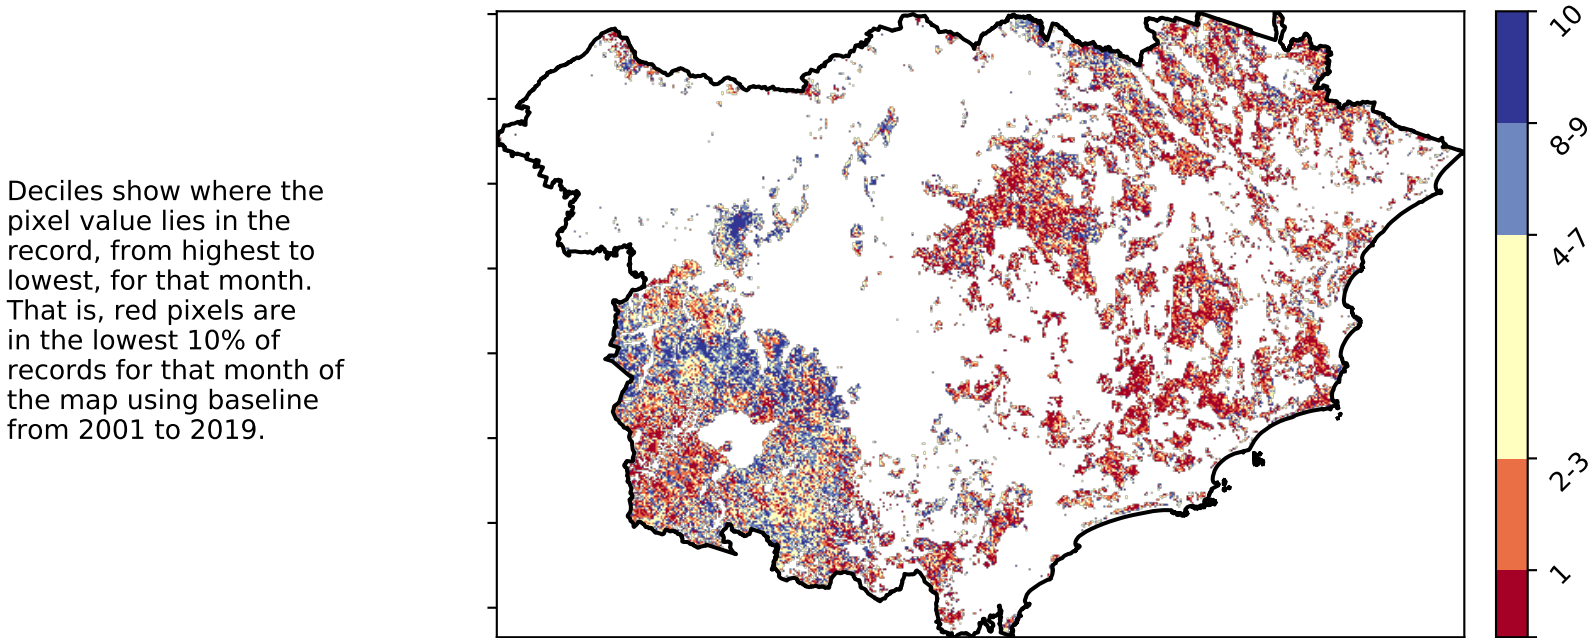 Deciles show where the
pixel value lies in the
record, from highest to
lowest, for that month.
That is, red pixels are
in the lowest 10% of
records for that month of
the map using baseline
from 2001 to 2019.
10
8-9
4-7
2-3
1